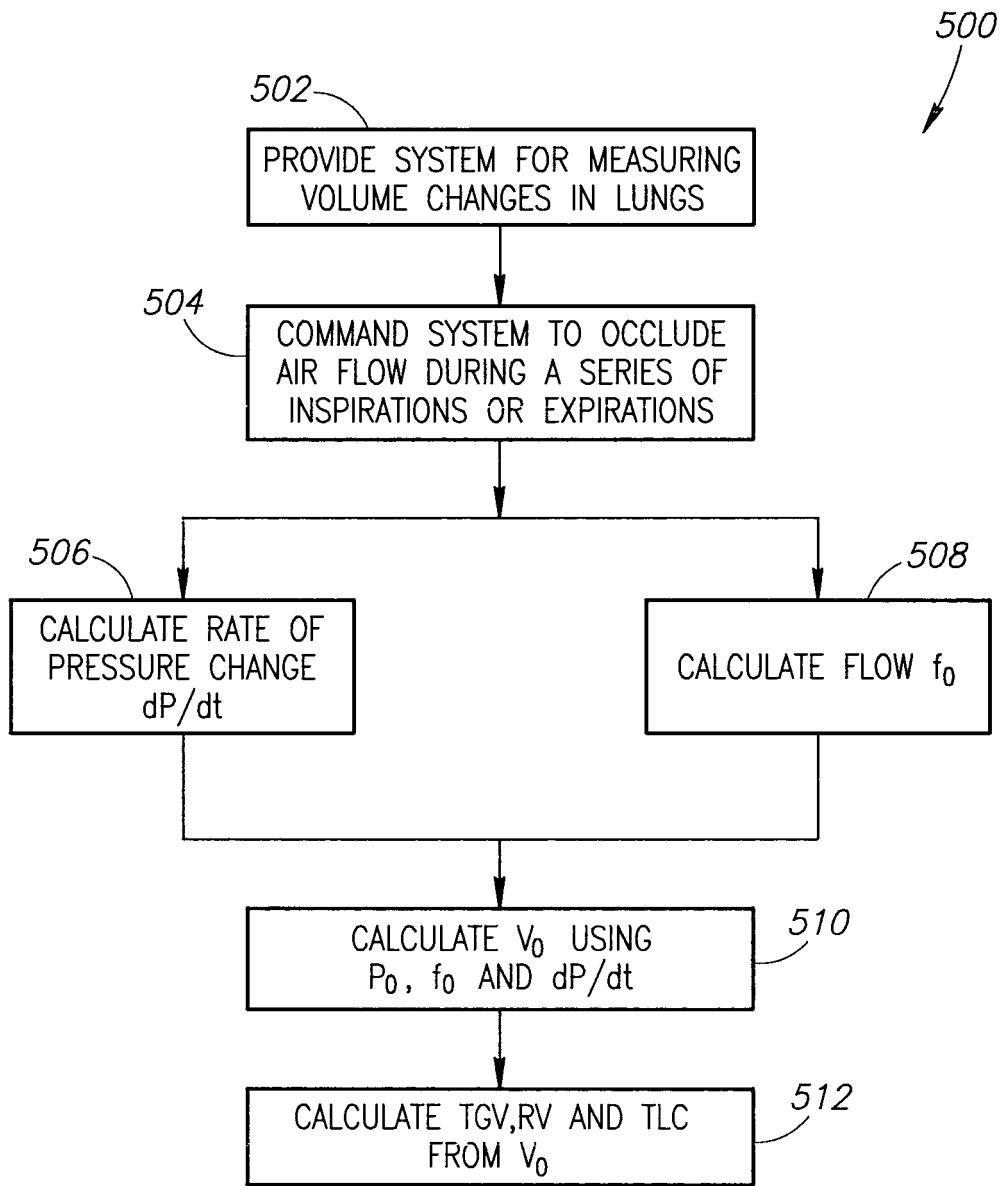 500
502
PROVIDE SYSTEM FOR MEASURING
VOLUME CHANGES IN LUNGS
504
COMMAND SYSTEM TO OCCLUDE
AIR FLOW DURING A SERIES OF
INSPIRATIONS OR EXPIRATIONS
506
CALCULATE RATE OF
PRESSURE CHANGE
dP/dt
508
CALCULATE FLOW f₀
510
CALCULATE V₀ USING
P₀, f₀ AND dP/dt
512
CALCULATE TGV,RV AND TLC
FROM V₀